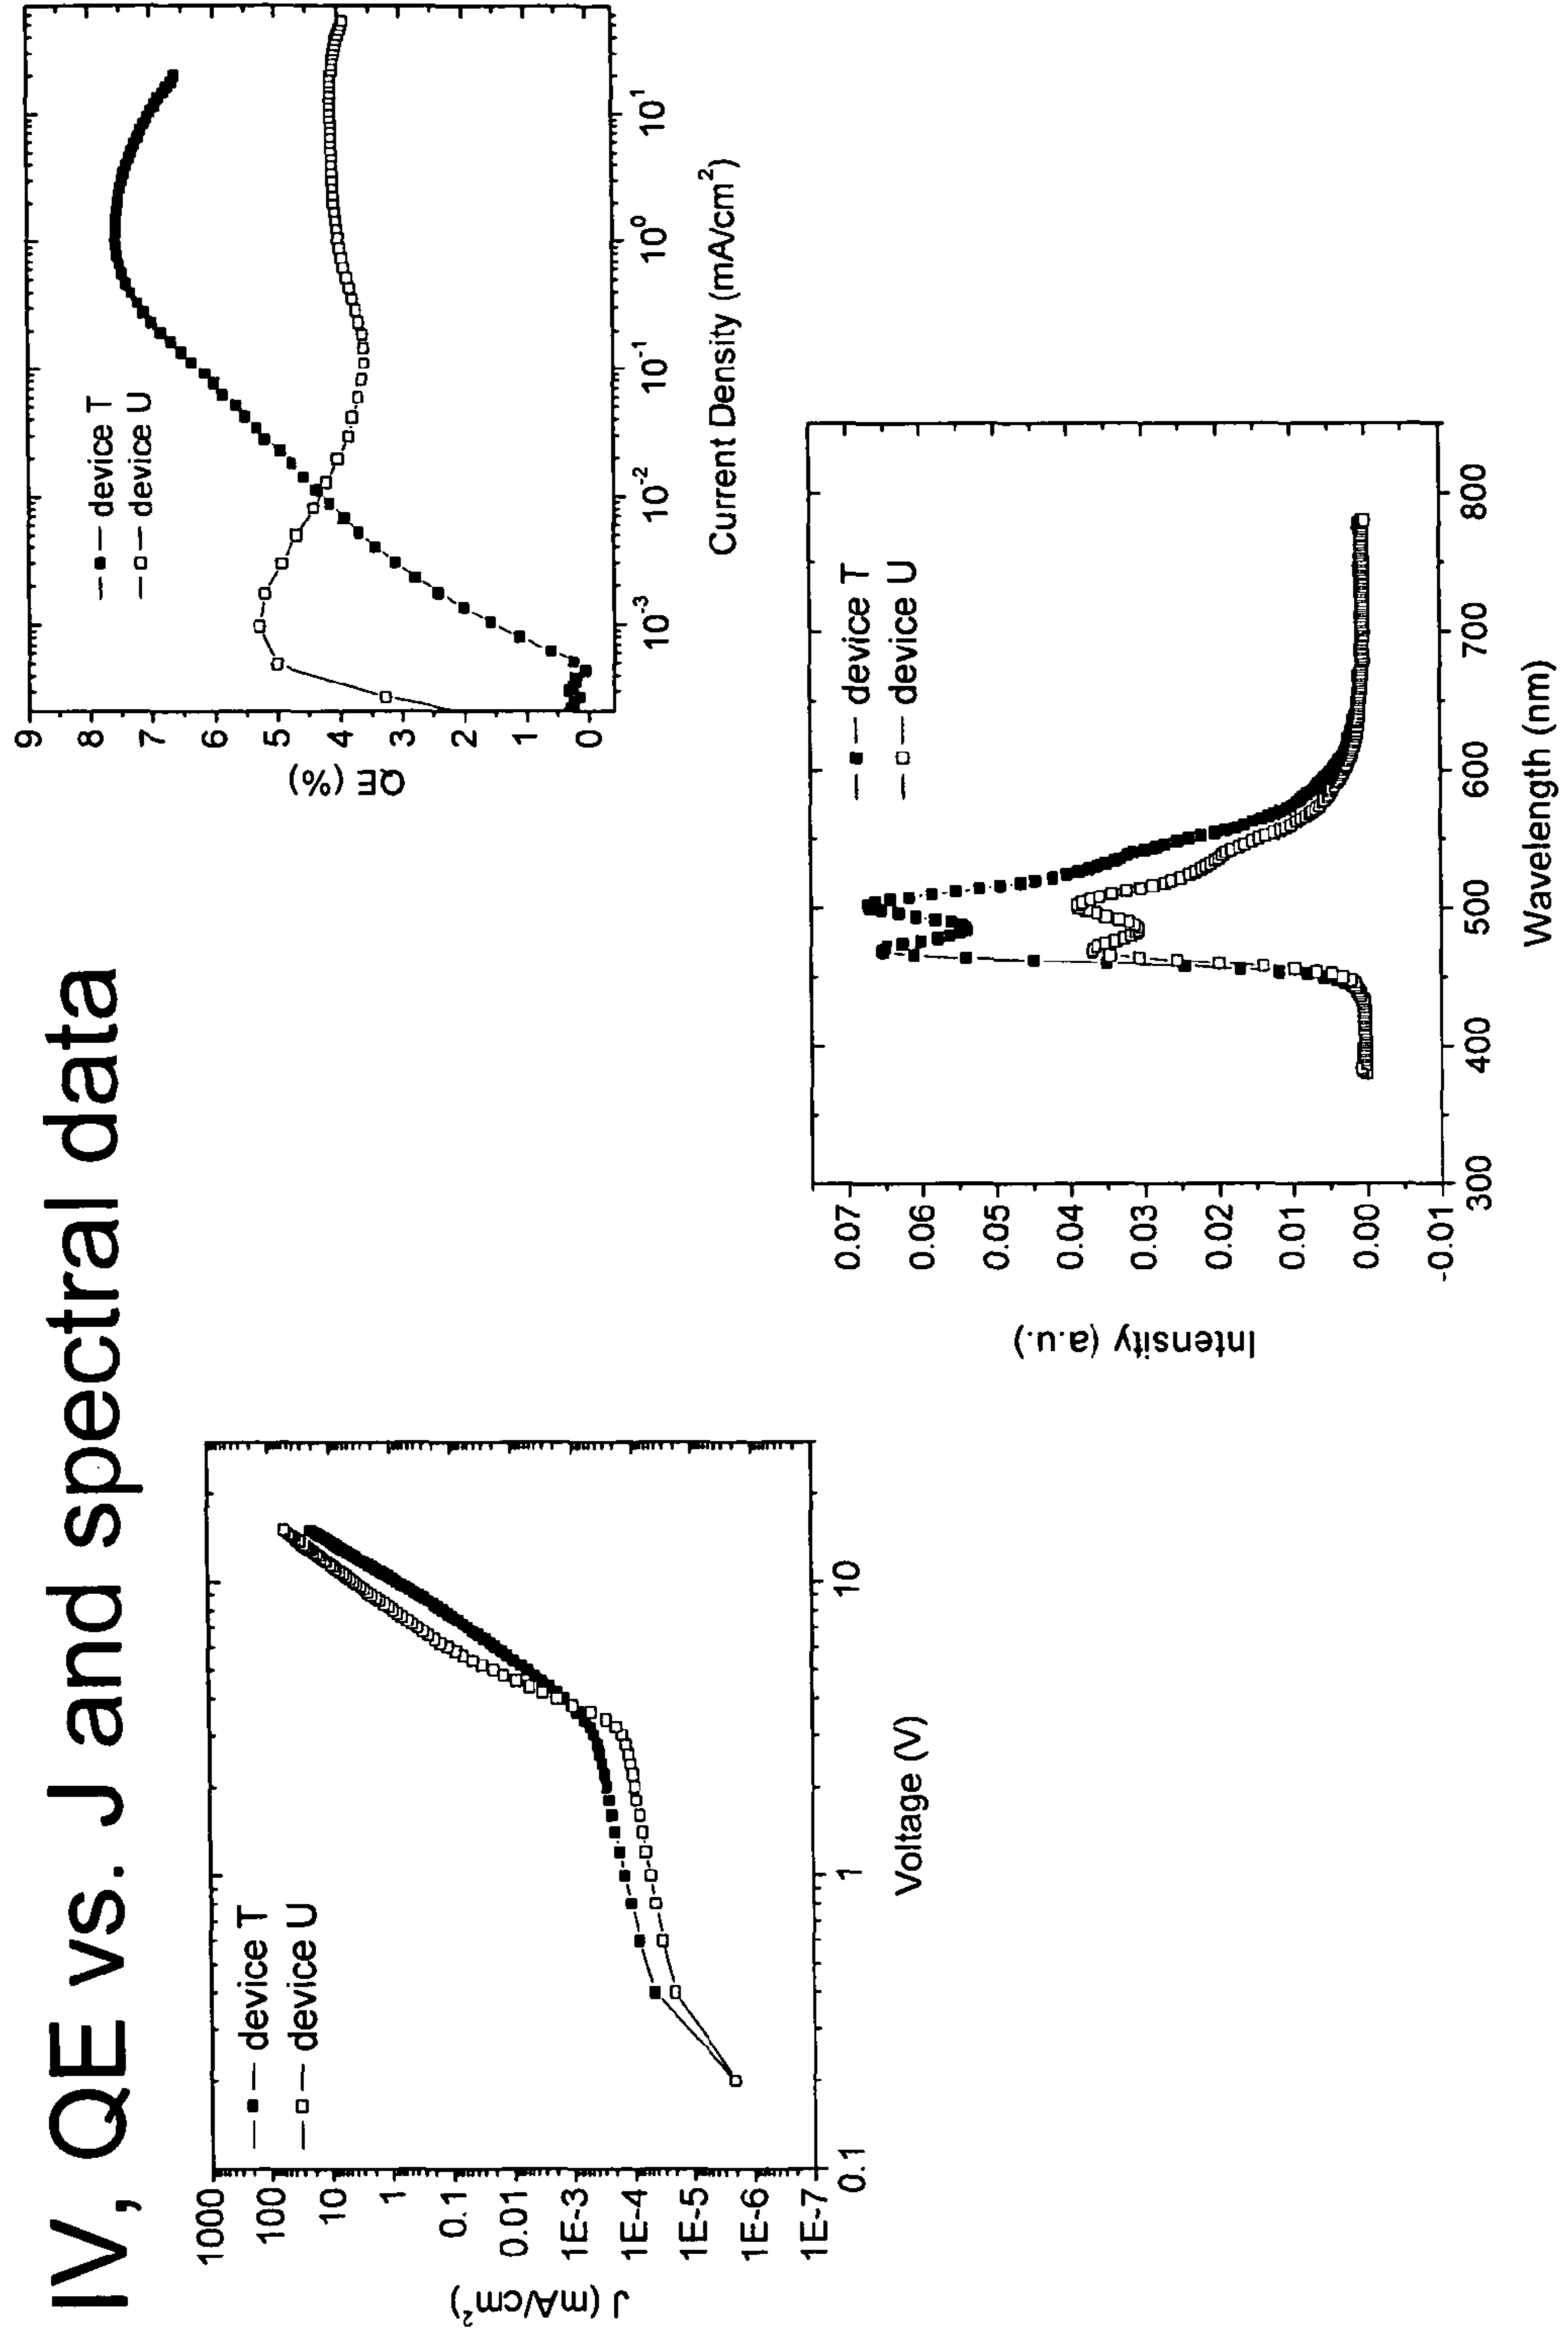 IV, QE vs. J and spectral data
J (mA/cm²)
1000
100
10
1
0.1
0.01
1E-3
1E-4
1E-5
1E-6
1E-7
device T
device U
0.1
1
10
Voltage (V)
QE (%)
9
8
7
6
5
4
3
2
1
0
device T
device U
10⁻³
10⁻²
10⁻¹
10⁰
10¹
Current Density (mA/cm²)
Intensity (a.u.)
0.07
0.06
0.05
0.04
0.03
0.02
0.01
0.00
-0.01
device T
device U
300
400
500
600
700
800
Wavelength (nm)